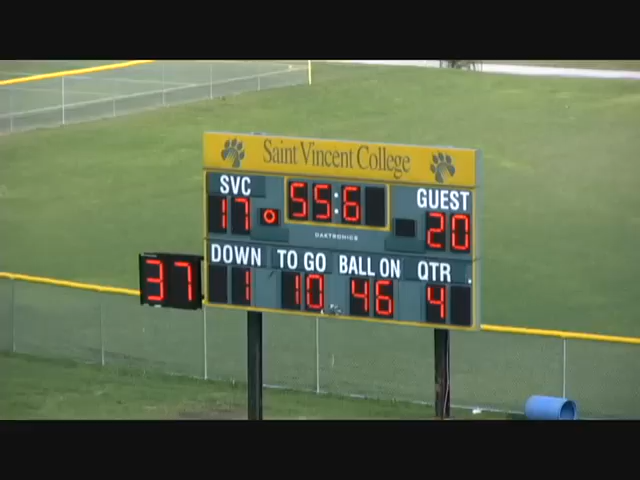 Saint Vincent College
SVC 55:6 GUEST
17 20
DAKTRONICS
DOWN TO GO BALL ON QTR
37 1 10 46 4